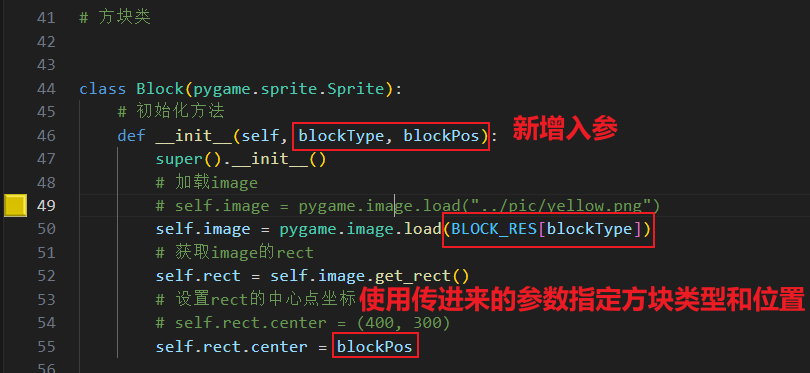 41 # 方块类
42
43
44 class Block(pygame.sprite.Sprite):
45 # 初始化方法
46 def __init__(self, blockType, blockPos): 新增入参
47 super().__init__()
48 # 加载image
49 # self.image = pygame.image.load("../pic/yellow.png")
50 self.image = pygame.image.load(BLOCK_RES[blockType])
51 # 获取image的rect
52 self.rect = self.image.get_rect()
53 # 设置rect的中心点坐标 使用传进来的参数指定方块类型和位置
54 # self.rect.center = (400, 300)
55 self.rect.center = blockPos
56